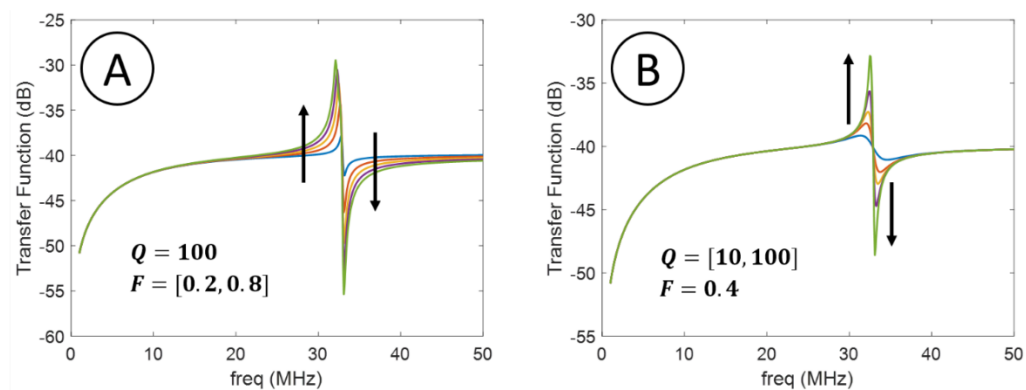 A
-25
-30
-35
-40
-45
-50
-55
-60
Transfer Function (dB)
Q = 100
F = [0.2, 0.8]
0 10 20 30 40 50
freq (MHz)
B
-30
-35
-40
-45
-50
-55
Transfer Function (dB)
Q = [10, 100]
F = 0.4
0 10 20 30 40 50
freq (MHz)